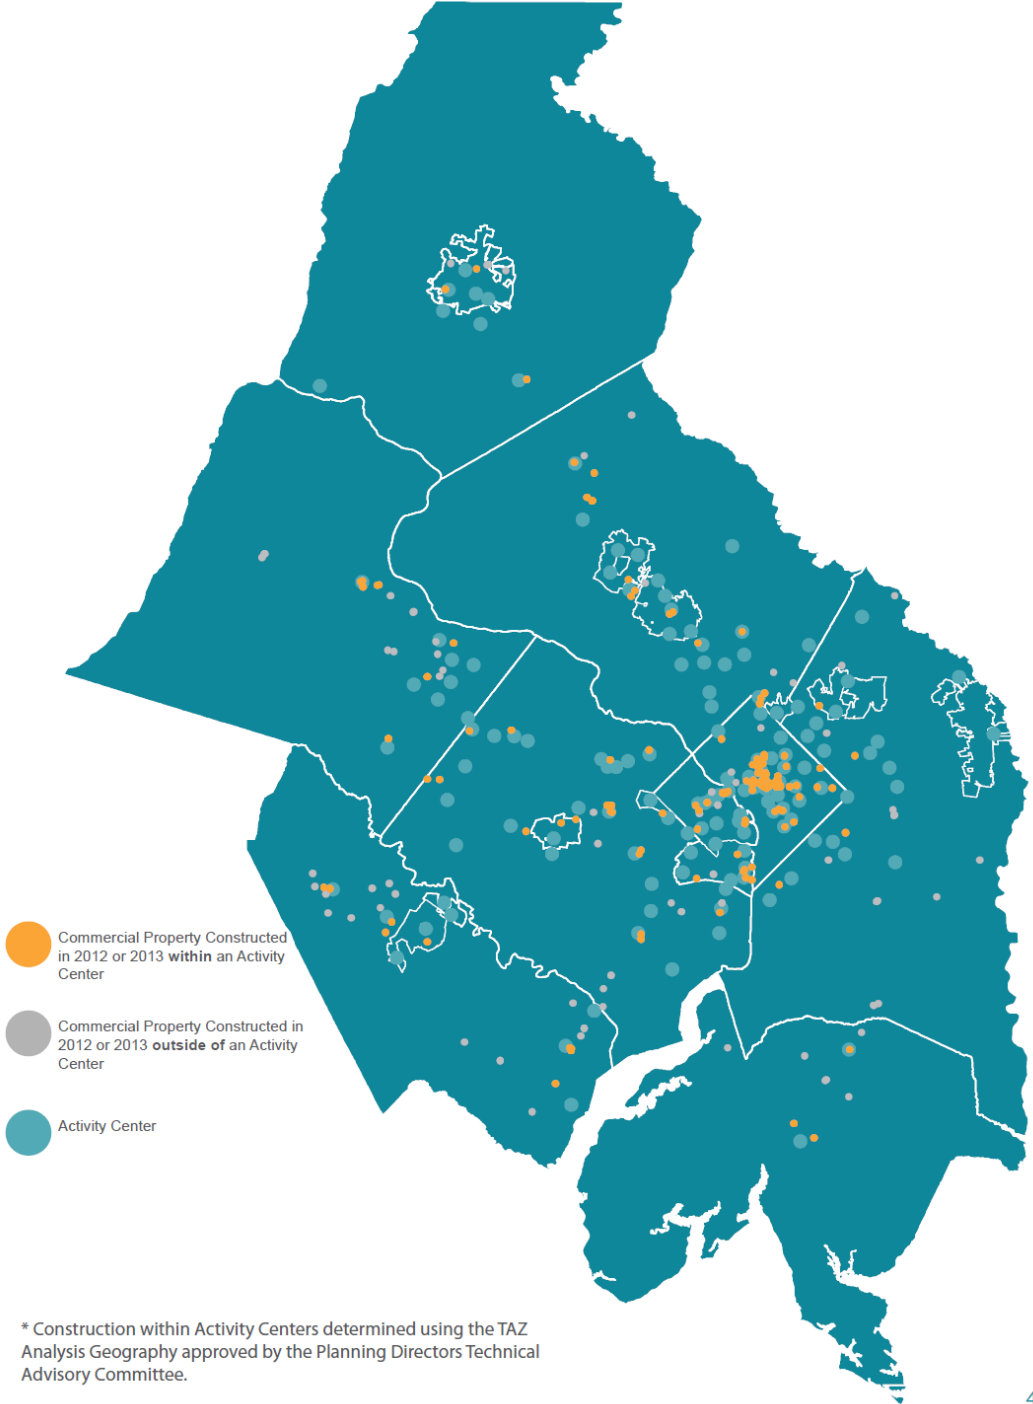 Commercial Property Constructed
in 2012 or 2013 within an Activity
Center
Commercial Property Constructed in
2012 or 2013 outside of an Activity
Center
Activity Center
* Construction within Activity Centers determined using the TAZ
Analysis Geography approved by the Planning Directors Technical
Advisory Committee.
4